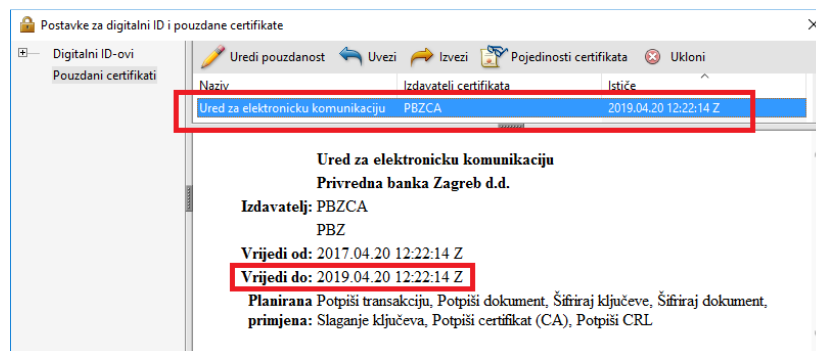 Postavke za digitalni ID i pouzdane certifikate
Digitalni ID-ovi
Pouzdani certifikati
Uredi pouzdanost Uvezi Izvezi Pojedinosti certifikata Ukloni
Naziv Izdavatelj certifikata Ističe
Ured za elektronicku komunikaciju PBZCA 2019.04.20 12:22:14 Z
Ured za elektronicku komunikaciju
Privredna banka Zagreb d.d.
Izdavatelj: PBZCA
PBZ
Vrijedi od: 2017.04.20 12:22:14 Z
Vrijedi do: 2019.04.20 12:22:14 Z
Planirana Potpiši transakciju, Potpiši dokument, Šifriraj ključeve, Šifriraj dokument,
primjena: Slaganje ključeva, Potpiši certifikat (CA), Potpiši CRL